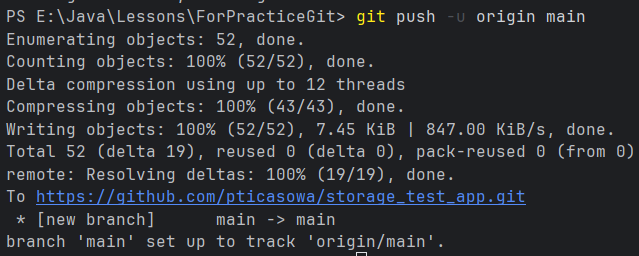 PS E:\Java\Lessons\ForPracticeGit> git push -u origin main
Enumerating objects: 52, done.
Counting objects: 100% (52/52), done.
Delta compression using up to 12 threads
Compressing objects: 100% (43/43), done.
Writing objects: 100% (52/52), 7.45 KiB | 847.00 KiB/s, done.
Total 52 (delta 19), reused 0 (delta 0), pack-reused 0 (from 0)
remote: Resolving deltas: 100% (19/19), done.
To https://github.com/pticasowa/storage_test_app.git
 * [new branch]      main -> main
branch 'main' set up to track 'origin/main'.